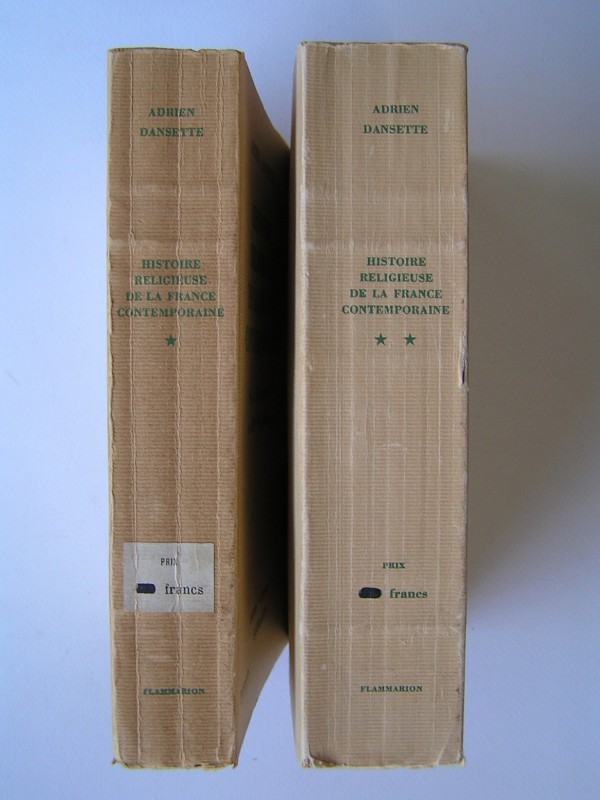 ADRIEN
DANSETTE
HISTOIRE
RELIGIEUSE
DE LA FRANCE
CONTEMPORAINE
★
PRIX
francs
FLAMMARION
ADRIEN
DANSETTE
HISTOIRE
RELIGIEUSE
DE LA FRANCE
CONTEMPORAINE
★ ★
PRIX
francs
FLAMMARION